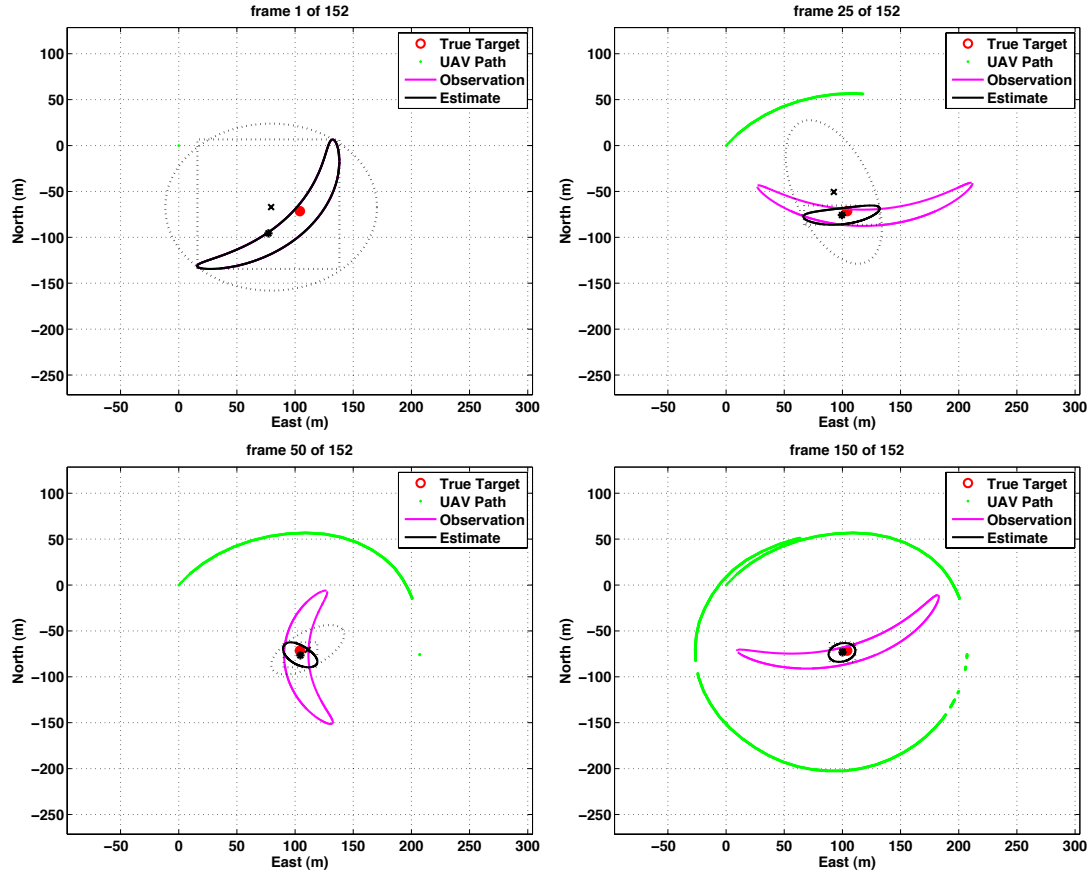 frame 1 of 152
100
50
0
−50
−100
−150
−200
−250
North (m)
−50 0 50 100 150 200 250 300
East (m)
True Target
UAV Path
Observation
Estimate
frame 25 of 152
100
50
0
−50
−100
−150
−200
−250
North (m)
−50 0 50 100 150 200 250 300
East (m)
True Target
UAV Path
Observation
Estimate
frame 50 of 152
100
50
0
−50
−100
−150
−200
−250
North (m)
−50 0 50 100 150 200 250 300
East (m)
True Target
UAV Path
Observation
Estimate
frame 150 of 152
100
50
0
−50
−100
−150
−200
−250
North (m)
−50 0 50 100 150 200 250 300
East (m)
True Target
UAV Path
Observation
Estimate